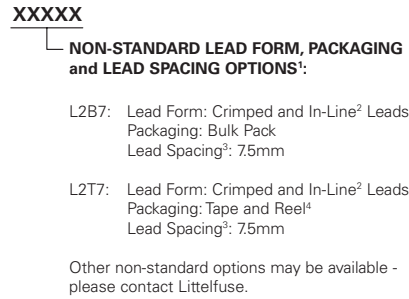 XXXXX
NON-STANDARD LEAD FORM, PACKAGING
and LEAD SPACING OPTIONS¹:
L2B7: Lead Form: Crimped and In-Line² Leads
Packaging: Bulk Pack
Lead Spacing³: 7.5mm
L2T7: Lead Form: Crimped and In-Line² Leads
Packaging: Tape and Reel⁴
Lead Spacing³: 7.5mm
Other non-standard options may be available -
please contact Littelfuse.